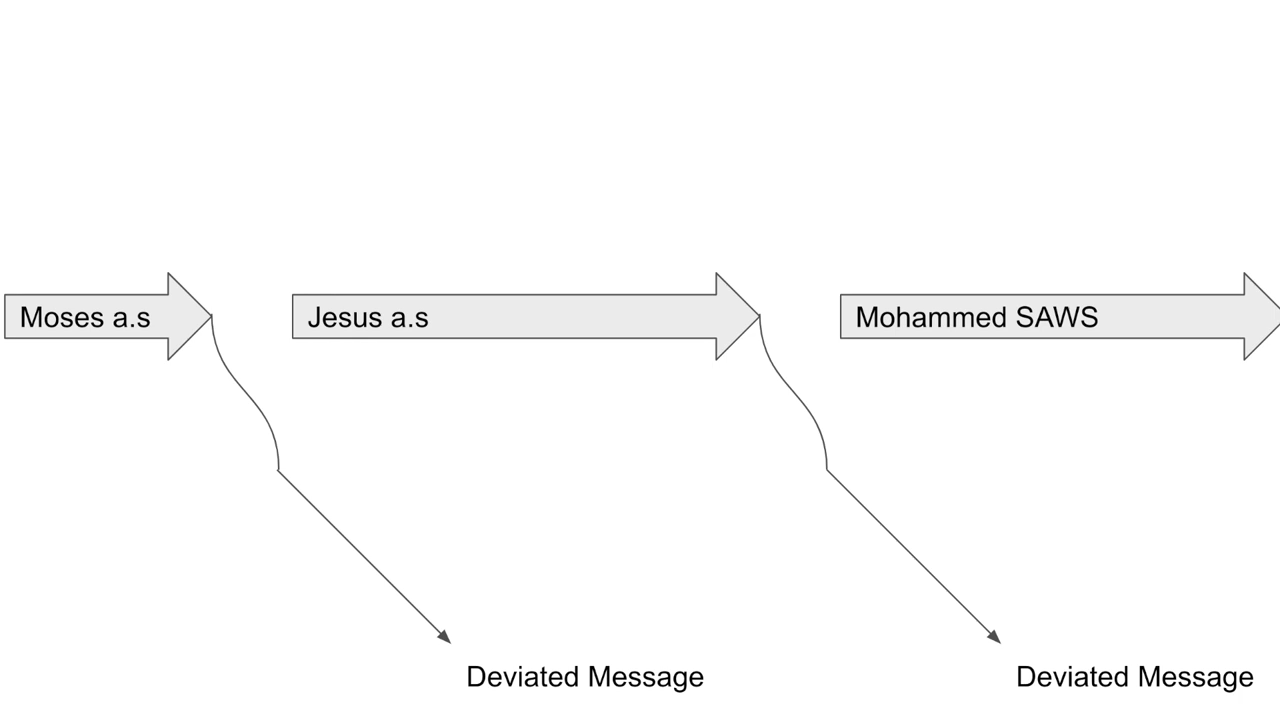 Moses a.s
Jesus a.s
Mohammed SAWS
Deviated Message
Deviated Message